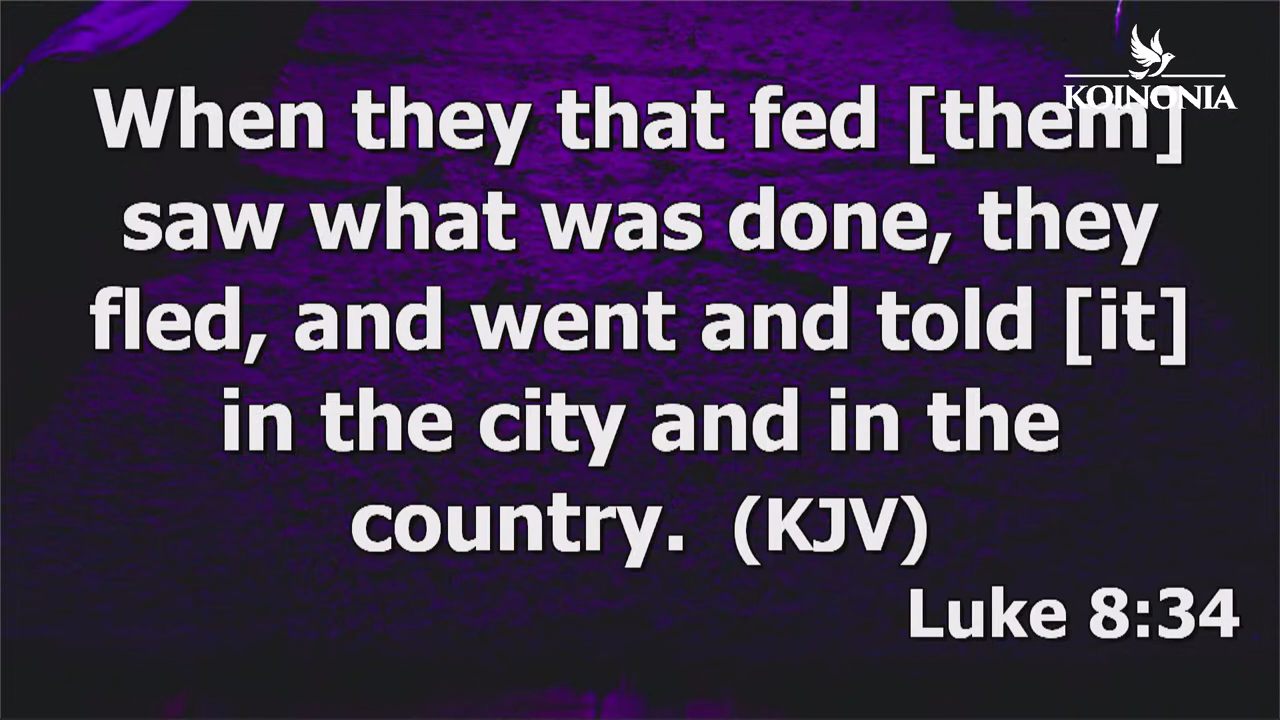 KOINONIA
When they that fed [them]
saw what was done, they
fled, and went and told [it]
in the city and in the
country. (KJV)
Luke 8:34